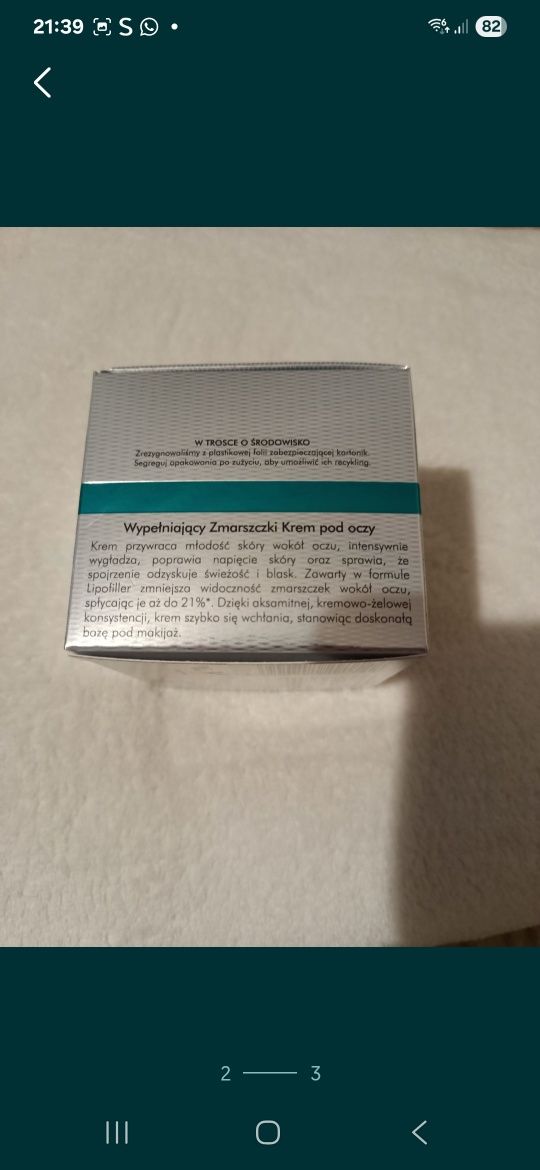 21:39
82
W TROSCE O ŚRODOWISKO
Zrezygnowaliśmy z plastikowej folii zabezpieczającej kartonik.
Segreguj opakowania po zużyciu, aby umożliwić ich recykling.
Wypełniający Zmarszczki Krem pod oczy
Krem przywraca młodość skóry wokół oczu, intensywnie
wygładza, poprawia napięcie skóry oraz sprawia, że
spojrzenie odzyskuje świeżość i blask. Zawarty w formule
Lipofiller zmniejsza widoczność zmarszczek wokół oczu,
spłycając je aż do 21%*. Dzięki aksamitnej, kremowo-żelowej
konsystencji, krem szybko się wchłania, stanowiąc doskonałą
bazę pod makijaż.
2 3